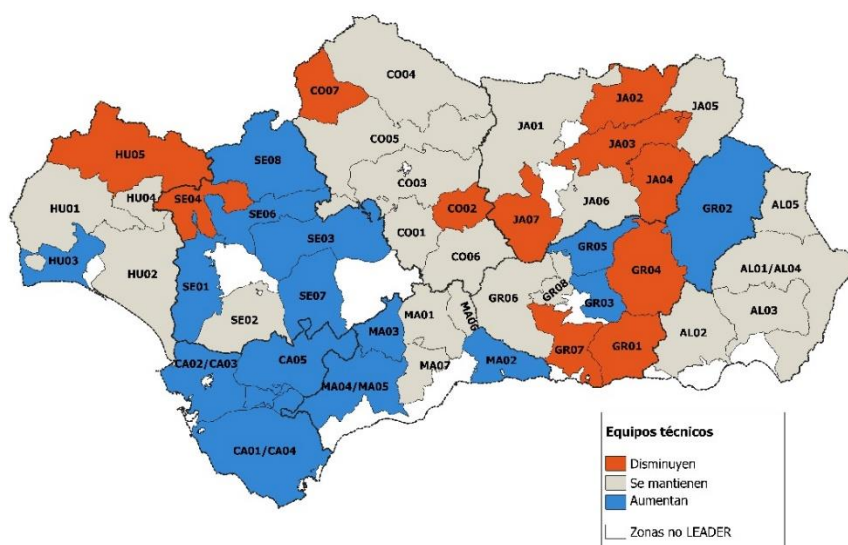 CO04
CO07
JA02
JA05
JA01
CO05
JA03
HU05
SE08
CO03
JA04
HU04
SE04
HU01
CO02
JA06
JA07
SE06
GR02
AL05
CO01
SE03
GR05
CO06
HU03
HU02
GR04
AL01/AL04
SE01
SE07
GR08
GR06
GR03
MA01
MA06
AL03
SE02
MA03
AL02
GR07
GR01
CA02/CA03
CA05
MA07
MA02
MA04/MA05
CA01/CA04
Equipos técnicos
Disminuyen
Se mantienen
Aumentan
Zonas no LEADER